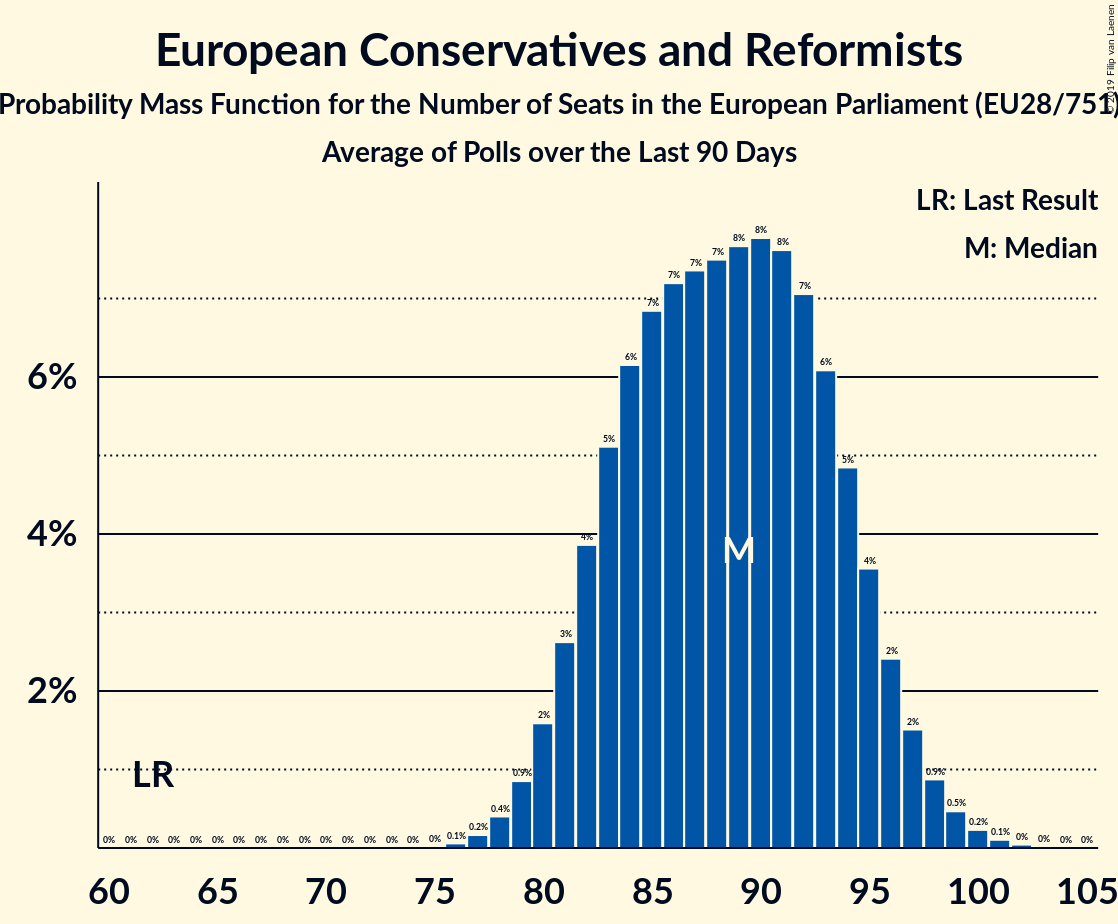 European Conservatives and Reformists
Probability Mass Function for the Number of Seats in the European Parliament (EU28/751)
Average of Polls over the Last 90 Days
© 2019 Filip van Laenen
LR: Last Result
M: Median
6%
4%
2%
LR
M
0% 0% 0% 0% 0% 0% 0% 0% 0% 0% 0% 0% 0% 0% 0% 0% 0.1% 0.2% 0.4% 0.9% 2% 3% 4% 5% 6% 7% 7% 7% 7% 8% 8% 8% 7% 6% 5% 4% 2% 2% 0.9% 0.5% 0.2% 0.1% 0% 0% 0% 0%
60 65 70 75 80 85 90 95 100 105